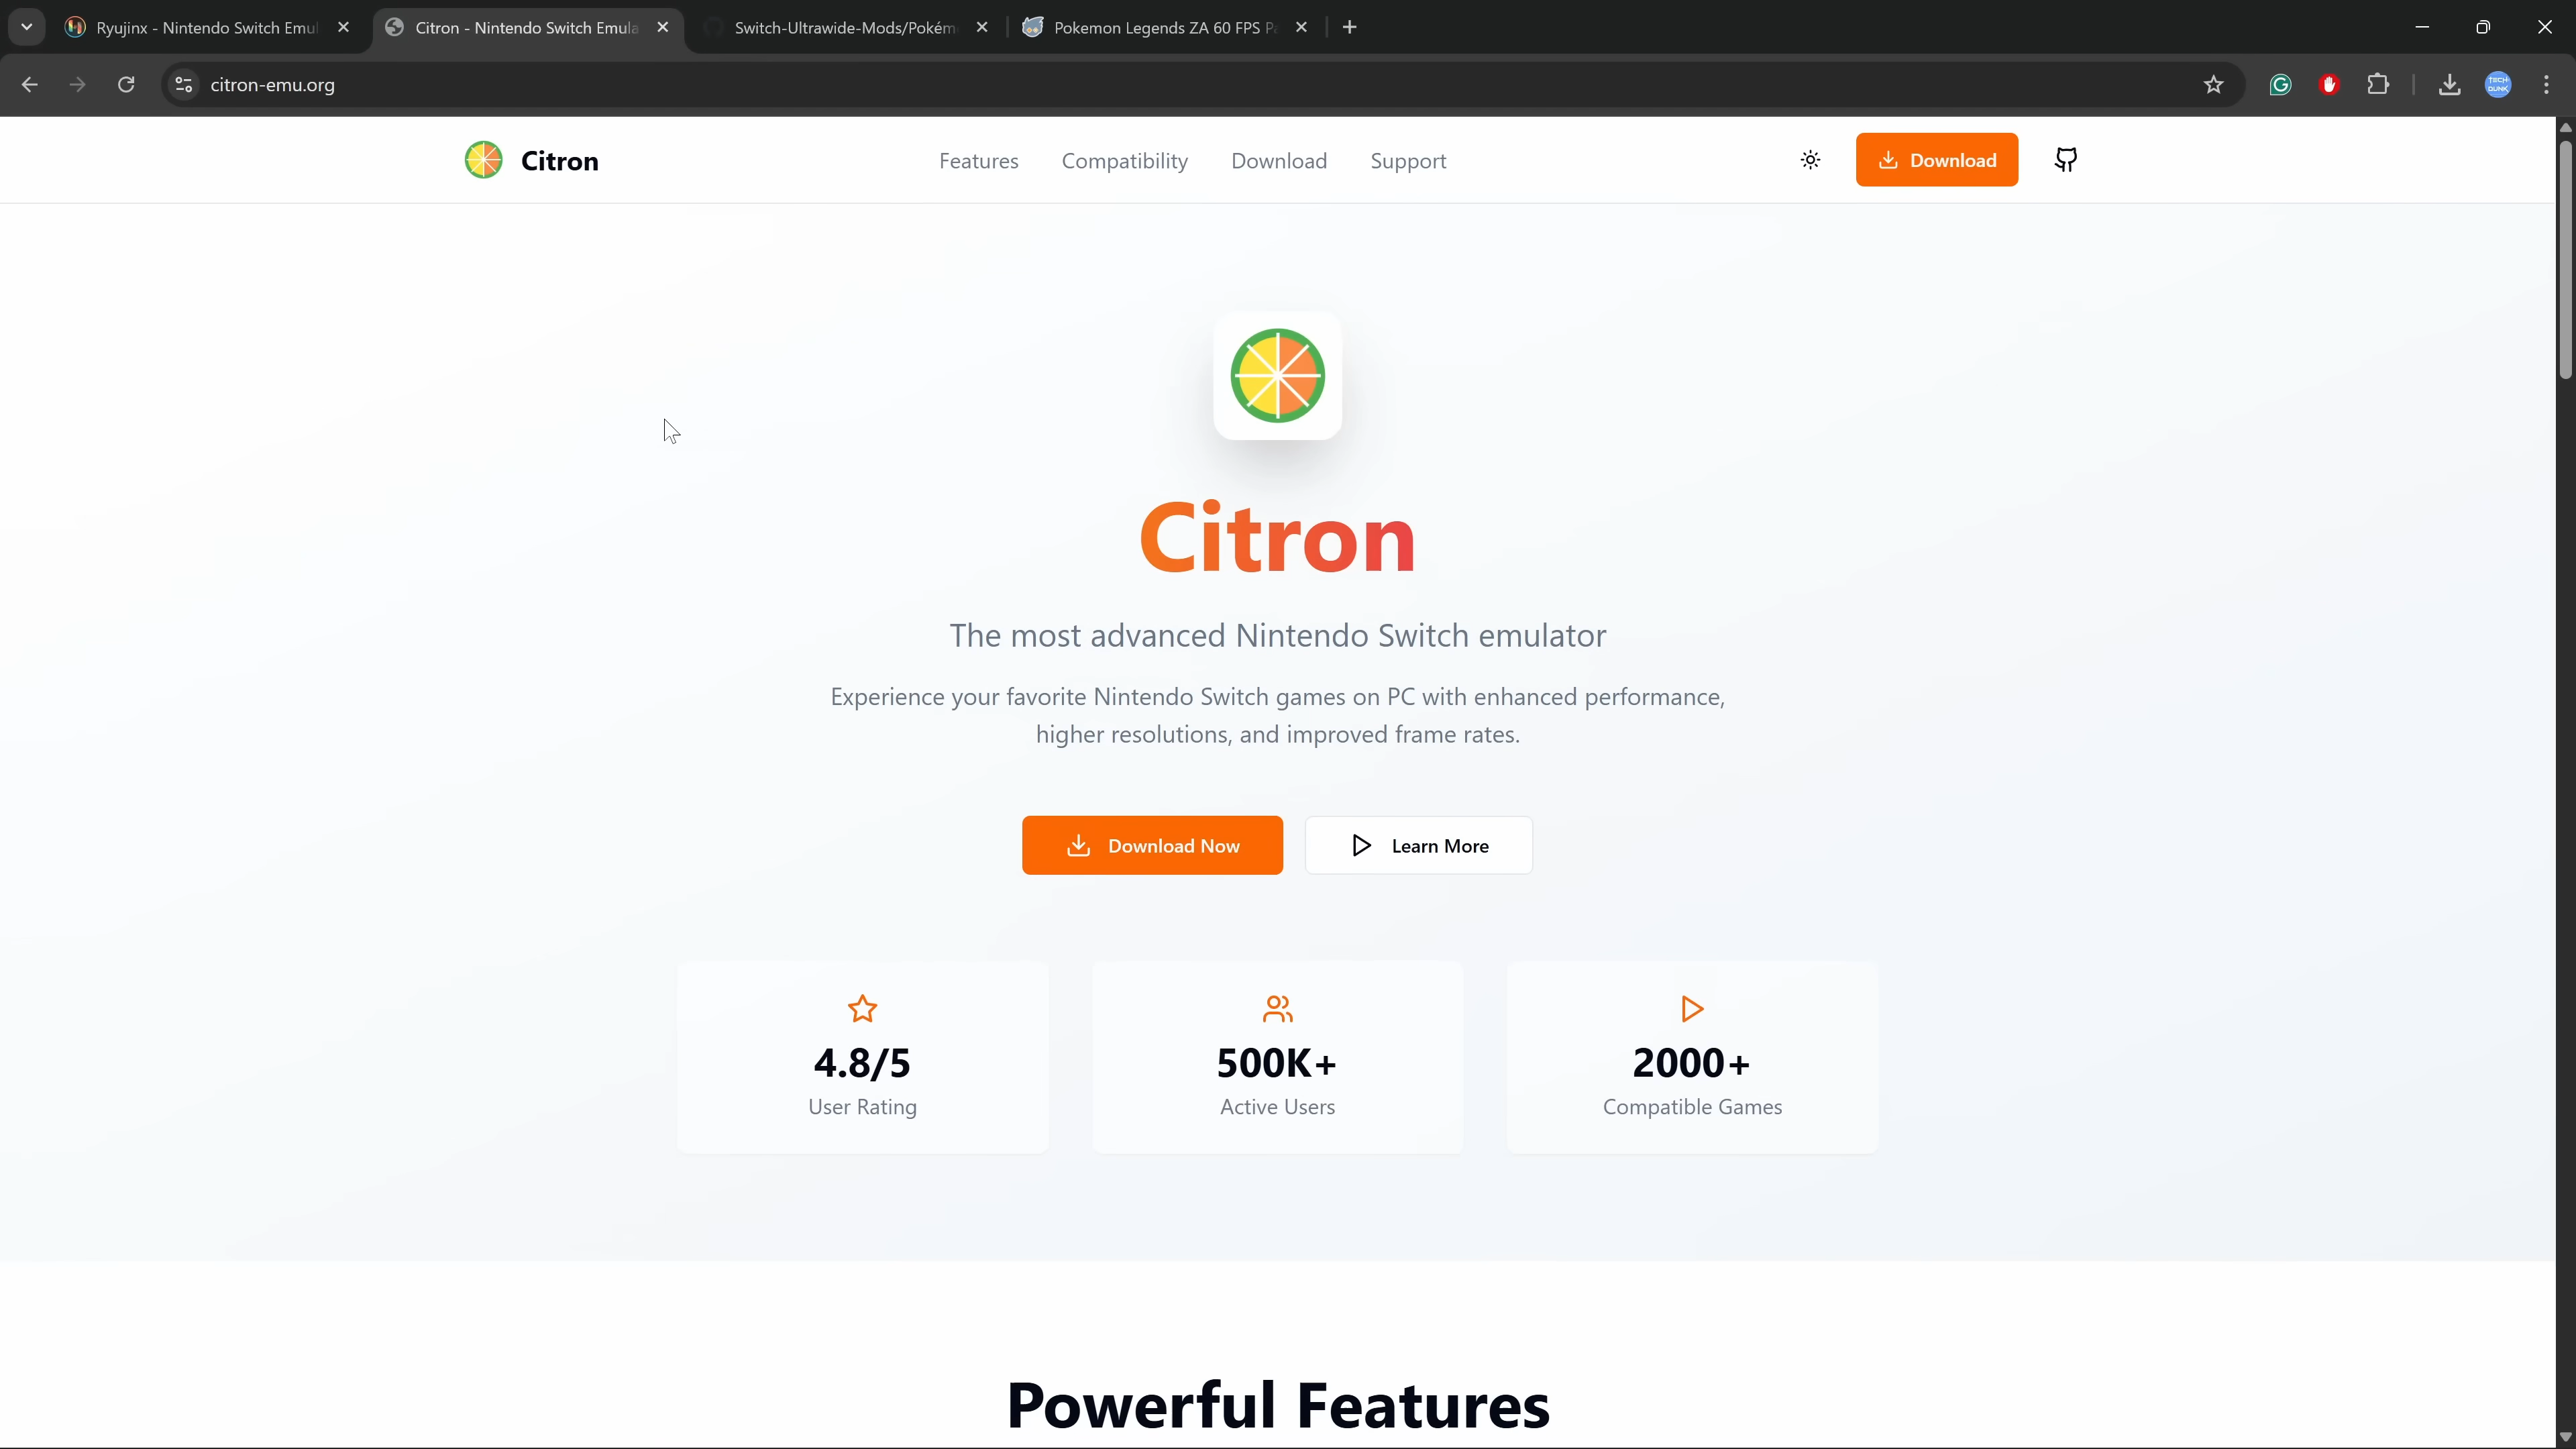 Ryujinx - Nintendo Switch Emul
Citron - Nintendo Switch Emula
Switch-Ultrawide-Mods/Pokém
Pokemon Legends ZA 60 FPS Pa
citron-emu.org
TECH DUNK
Citron
Features
Compatibility
Download
Support
Download
Citron
The most advanced Nintendo Switch emulator
Experience your favorite Nintendo Switch games on PC with enhanced performance,
higher resolutions, and improved frame rates.
Download Now
Learn More
4.8/5
User Rating
500K+
Active Users
2000+
Compatible Games
Powerful Features